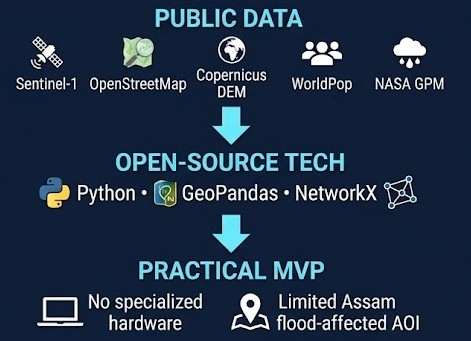 PUBLIC DATA
Sentinel-1
OpenStreetMap
Copernicus
DEM
WorldPop
NASA GPM
OPEN-SOURCE TECH
Python • GeoPandas • NetworkX
PRACTICAL MVP
No specialized
hardware
Limited Assam
flood-affected AOI